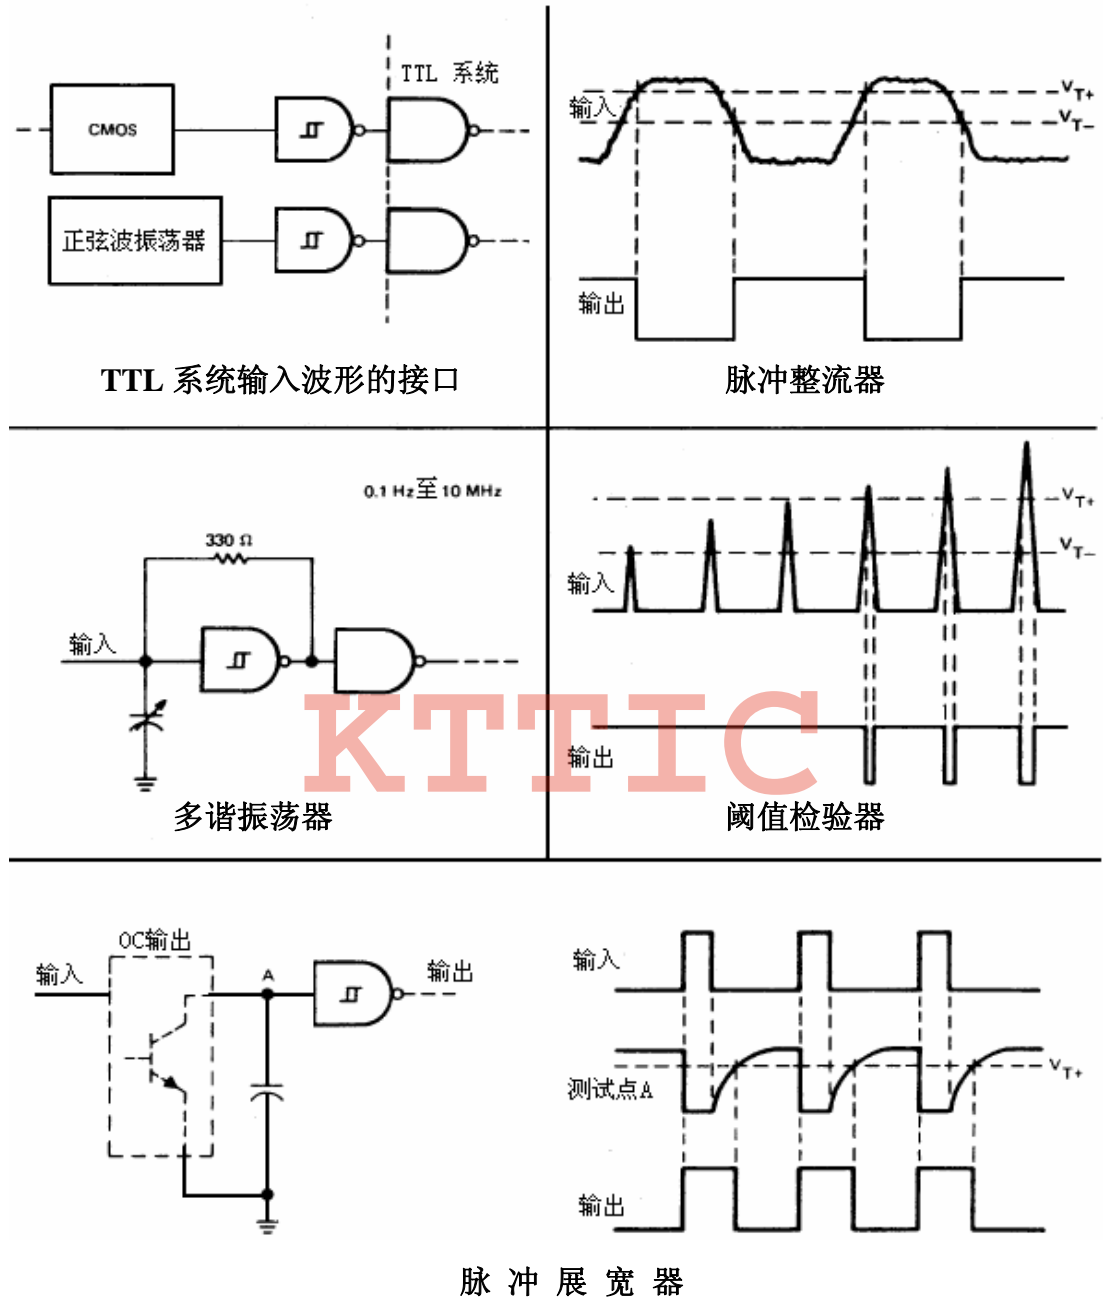 TTL 系统
CMOS
正弦波振荡器
TTL 系统输入波形的接口
输入
VT+
VT−
输出
脉冲整流器
0.1 Hz至10 MHz
330 Ω
输入
多谐振荡器
VT+
VT−
输入
输出
阈值检验器
KTTIC
OC输出
输入
A
输出
输入
测试点A
VT+
输出
脉 冲 展 宽 器